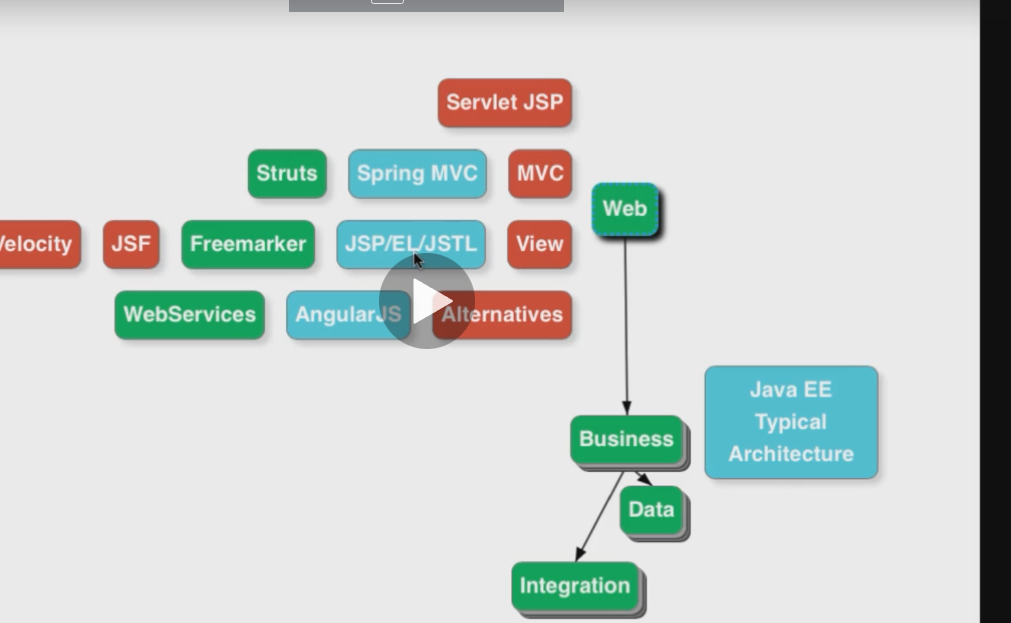 Servlet JSP
Struts
Spring MVC
MVC
Web
Velocity
JSF
Freemarker
JSP/EL/JSTL
View
WebServices
AngularJS
Alternatives
Java EE
Typical
Architecture
Business
Data
Integration